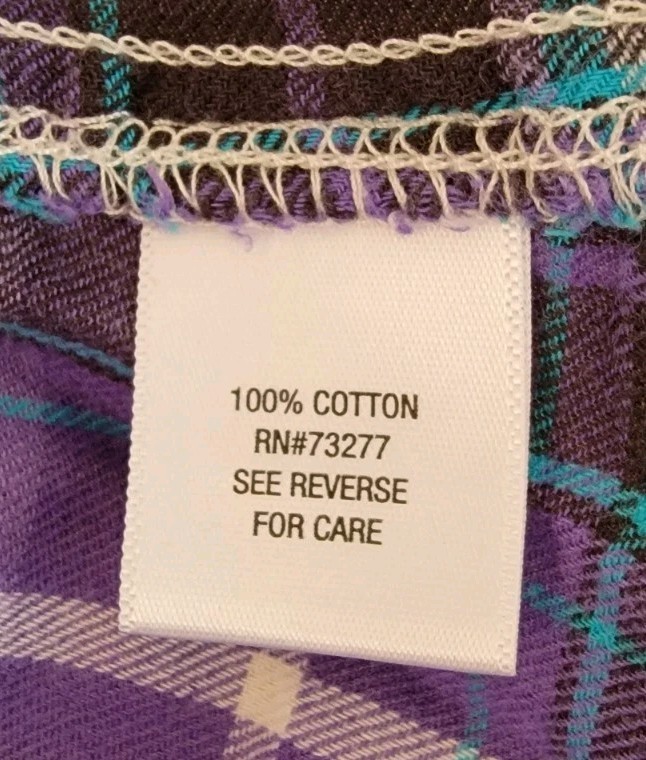 100% COTTON
RN#73277
SEE REVERSE
FOR CARE